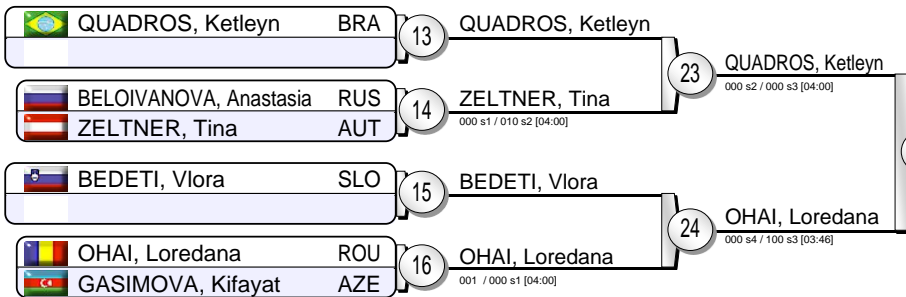 QUADROS, Ketleyn BRA
13
QUADROS, Ketleyn
BELOIVANOVA, Anastasia RUS
ZELTNER, Tina AUT
14
ZELTNER, Tina
000 s1 / 010 s2 [04:00]
23
QUADROS, Ketleyn
000 s2 / 000 s3 [04:00]
BEDETI, Vlora SLO
15
BEDETI, Vlora
OHAI, Loredana ROU
GASIMOVA, Kifayat AZE
16
OHAI, Loredana
001 / 000 s1 [04:00]
24
OHAI, Loredana
000 s4 / 100 s3 [03:46]